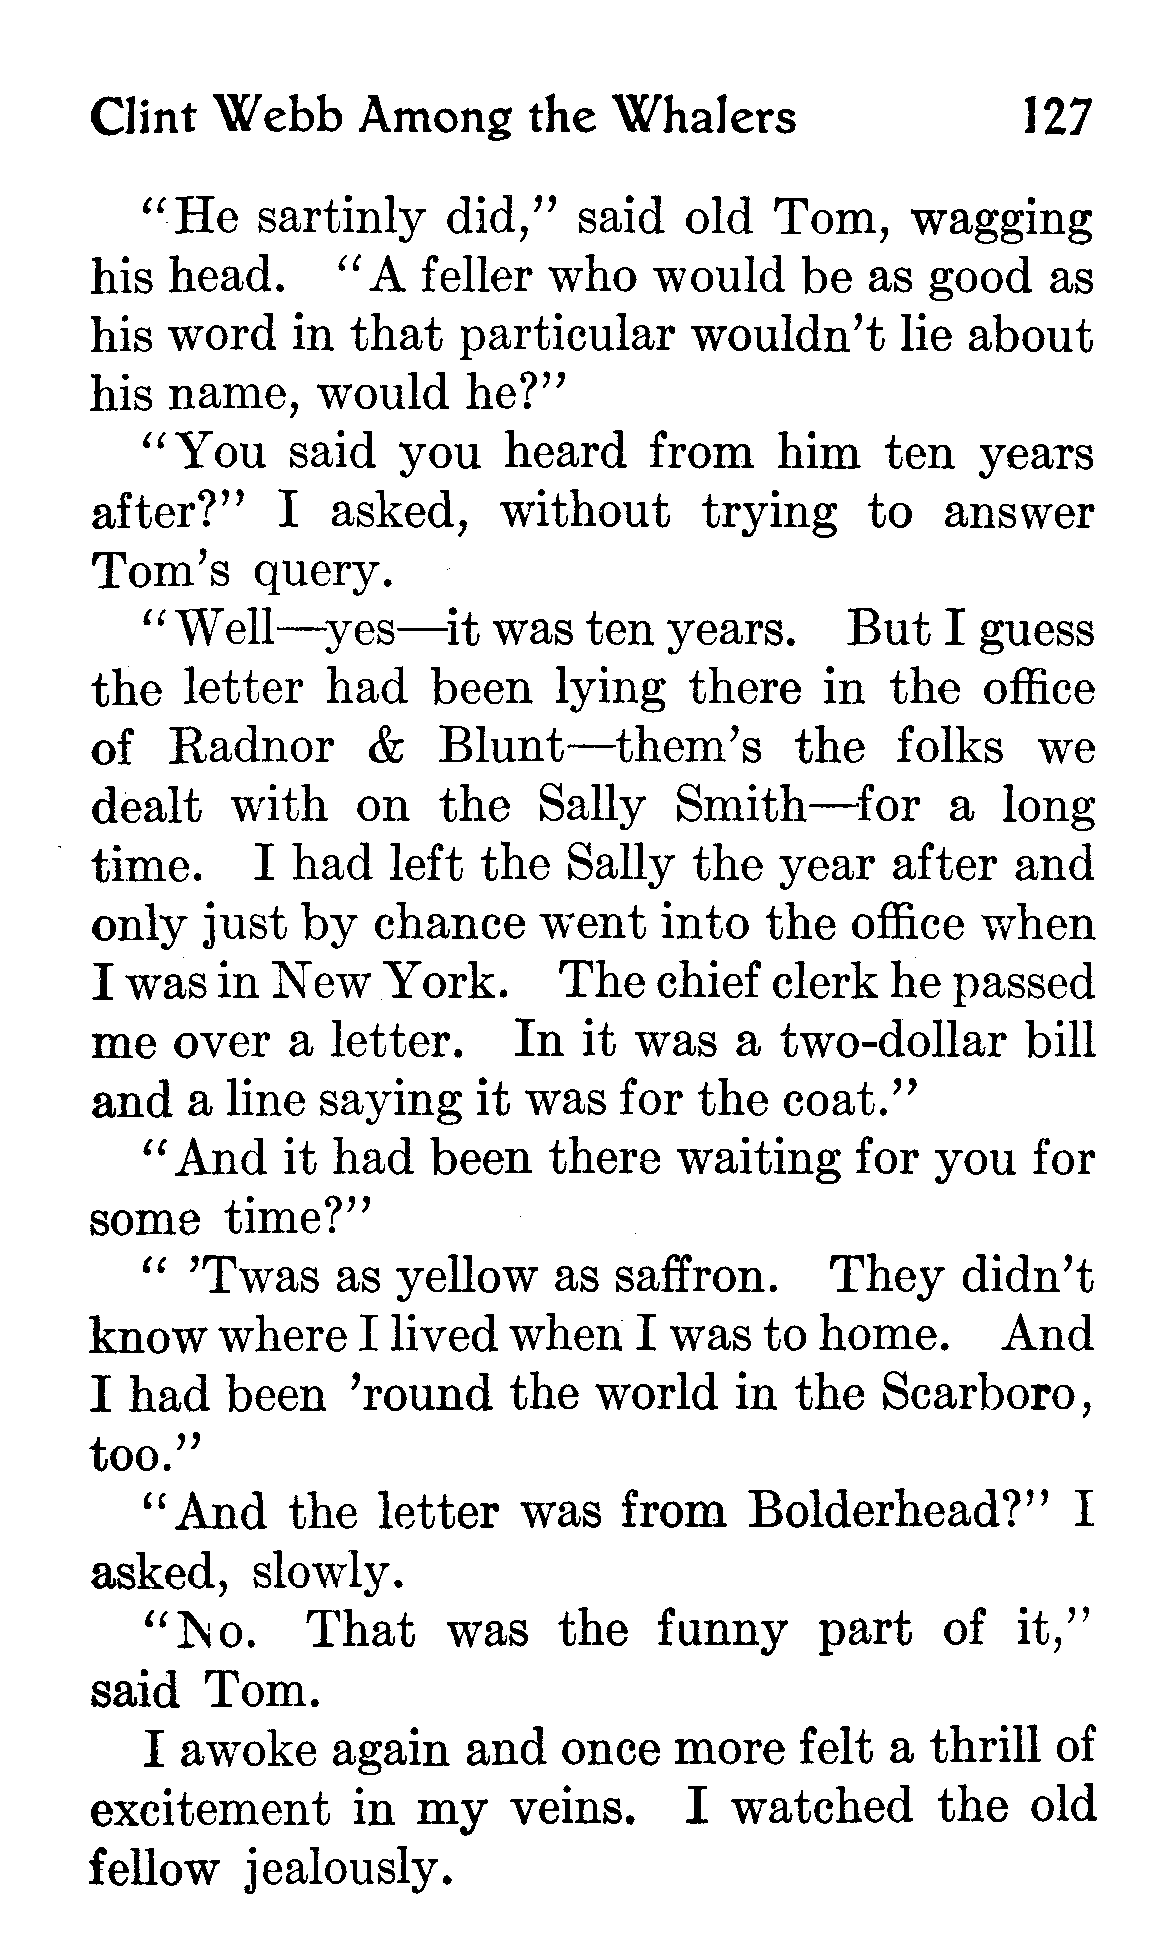 Clint Webb Among the Whalers 127
"He sartinly did," said old Tom, wagging
his head. "A feller who would be as good as
his word in that particular wouldn't lie about
his name, would he?"
"You said you heard from him ten years
after?" I asked, without trying to answer
Tom's query.
"Well—yes—it was ten years. But I guess
the letter had been lying there in the office
of Radnor & Blunt—them's the folks we
dealt with on the Sally Smith—for a long
time. I had left the Sally the year after and
only just by chance went into the office when
I was in New York. The chief clerk he passed
me over a letter. In it was a two-dollar bill
and a line saying it was for the coat."
"And it had been there waiting for you for
some time?"
" 'Twas as yellow as saffron. They didn't
know where I lived when I was to home. And
I had been 'round the world in the Scarboro,
too."
"And the letter was from Bolderhead?" I
asked, slowly.
"No. That was the funny part of it,"
said Tom.
I awoke again and once more felt a thrill of
excitement in my veins. I watched the old
fellow jealously.